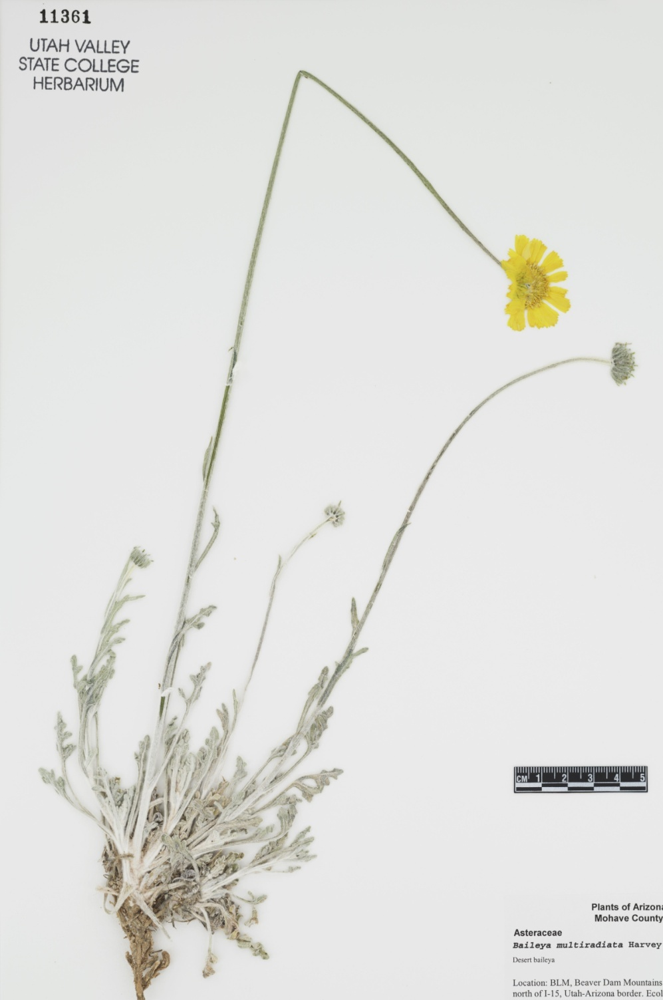 11361
UTAH VALLEY
STATE COLLEGE
HERBARIUM
CM 1 2 3 4 5
Plants of Arizona
Mohave County
Asteraceae
Baileya multiradiata Harvey
Desert baileya
Location: BLM, Beaver Dam Mountains
north of I-15, Utah-Arizona border. Ecol